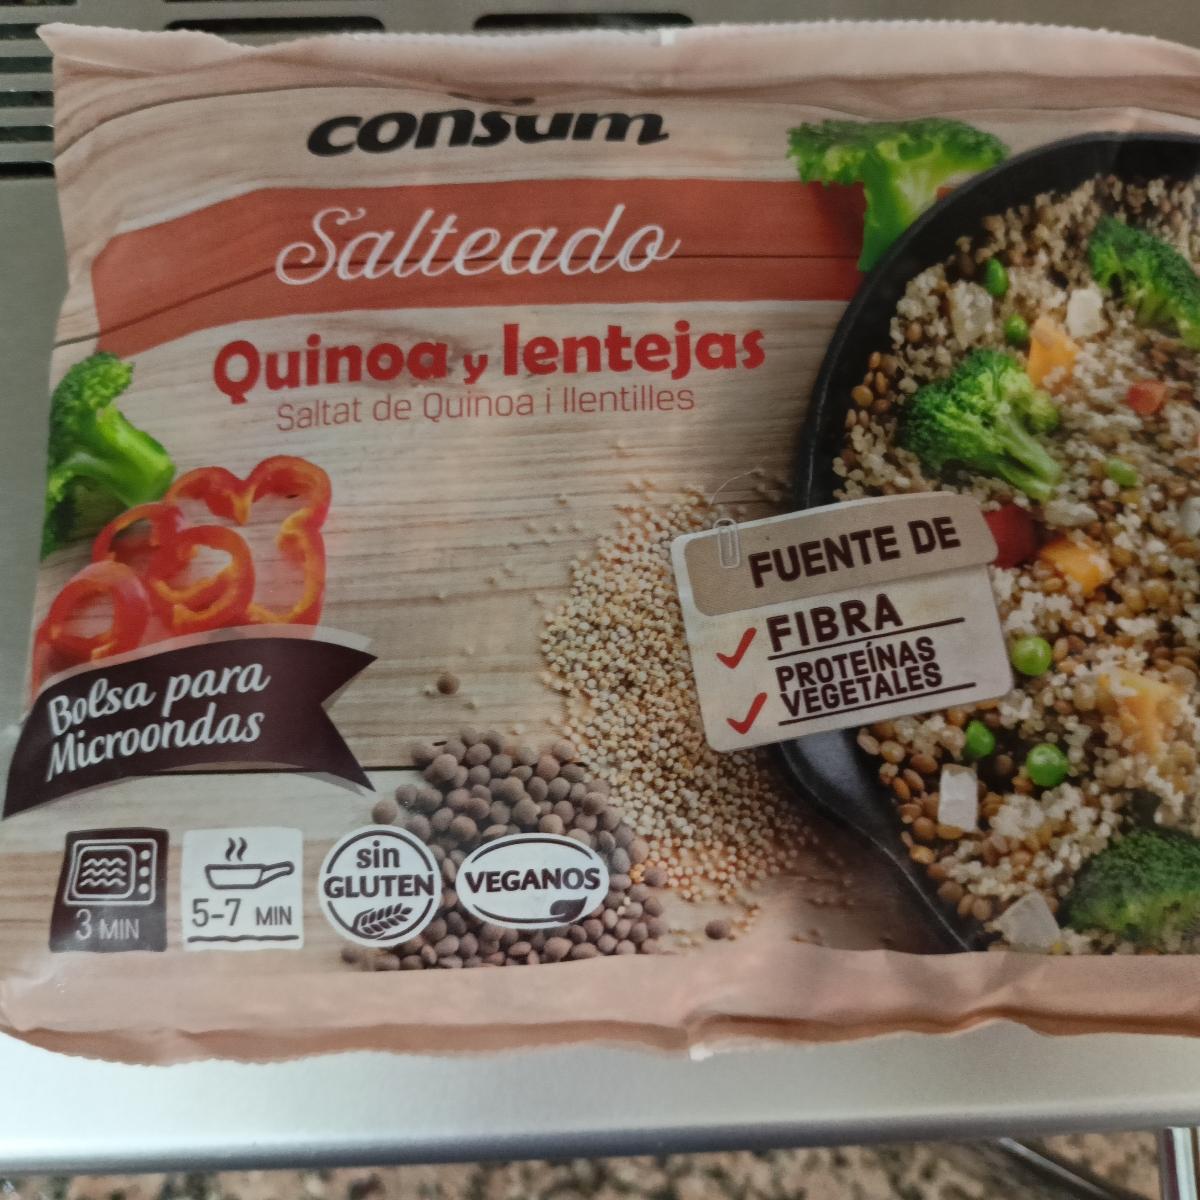 consum
Salteado
Quinoa y lentejas
Saltat de Quinoa i llentilles
FUENTE DE
FIBRA
PROTEÍNAS
VEGETALES
Bolsa para
Microondas
3 MIN
5-7 MIN
sin
GLUTEN
VEGANOS